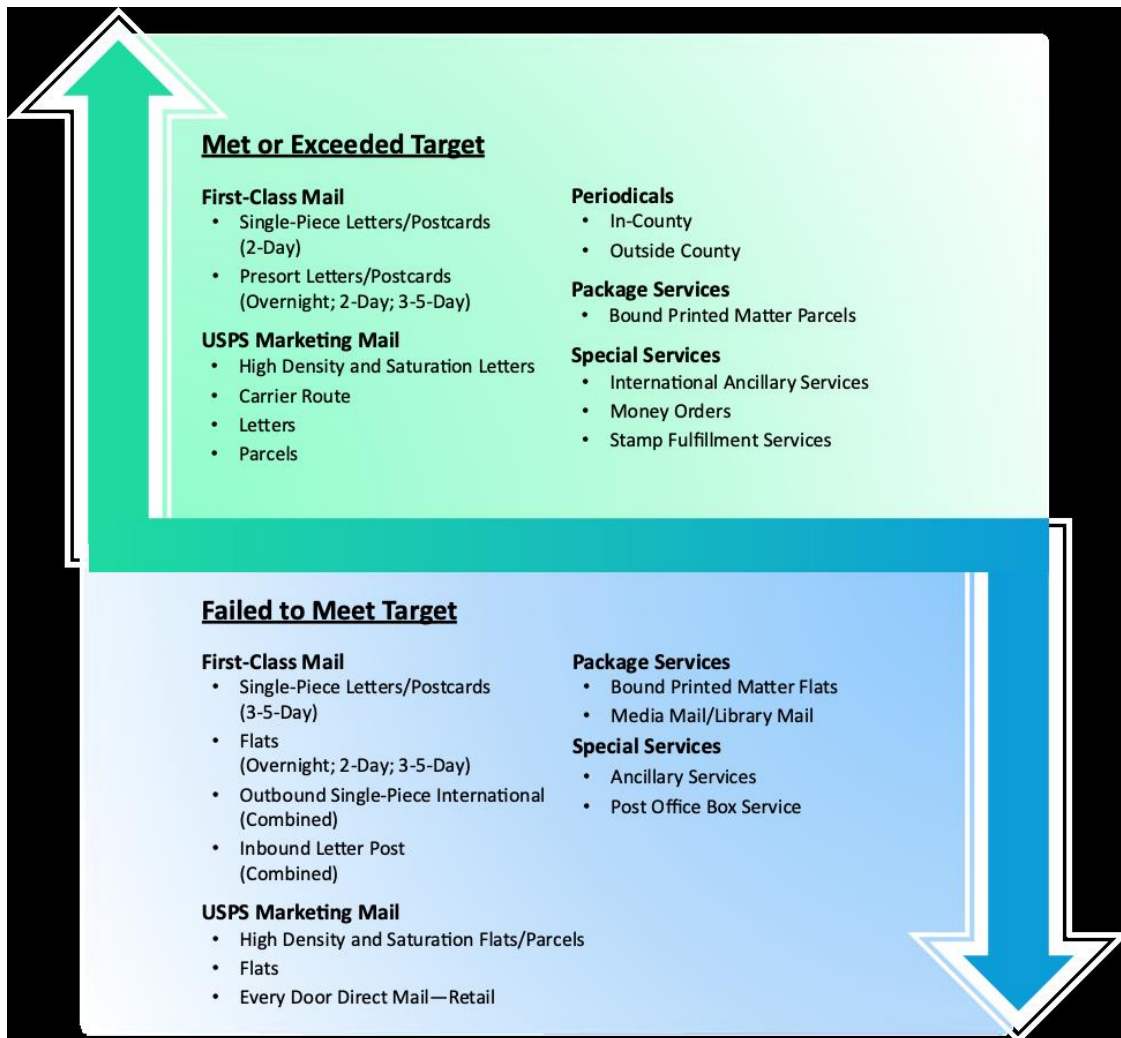 Met or Exceeded Target
First-Class Mail
• Single-Piece Letters/Postcards
(2-Day)
• Presort Letters/Postcards
(Overnight; 2-Day; 3-5-Day)
USPS Marketing Mail
• High Density and Saturation Letters
• Carrier Route
• Letters
• Parcels
Periodicals
• In-County
• Outside County
Package Services
• Bound Printed Matter Parcels
Special Services
• International Ancillary Services
• Money Orders
• Stamp Fulfillment Services
Failed to Meet Target
First-Class Mail
• Single-Piece Letters/Postcards
(3-5-Day)
• Flats
(Overnight; 2-Day; 3-5-Day)
• Outbound Single-Piece International
(Combined)
• Inbound Letter Post
(Combined)
USPS Marketing Mail
• High Density and Saturation Flats/Parcels
• Flats
• Every Door Direct Mail—Retail
Package Services
• Bound Printed Matter Flats
• Media Mail/Library Mail
Special Services
• Ancillary Services
• Post Office Box Service